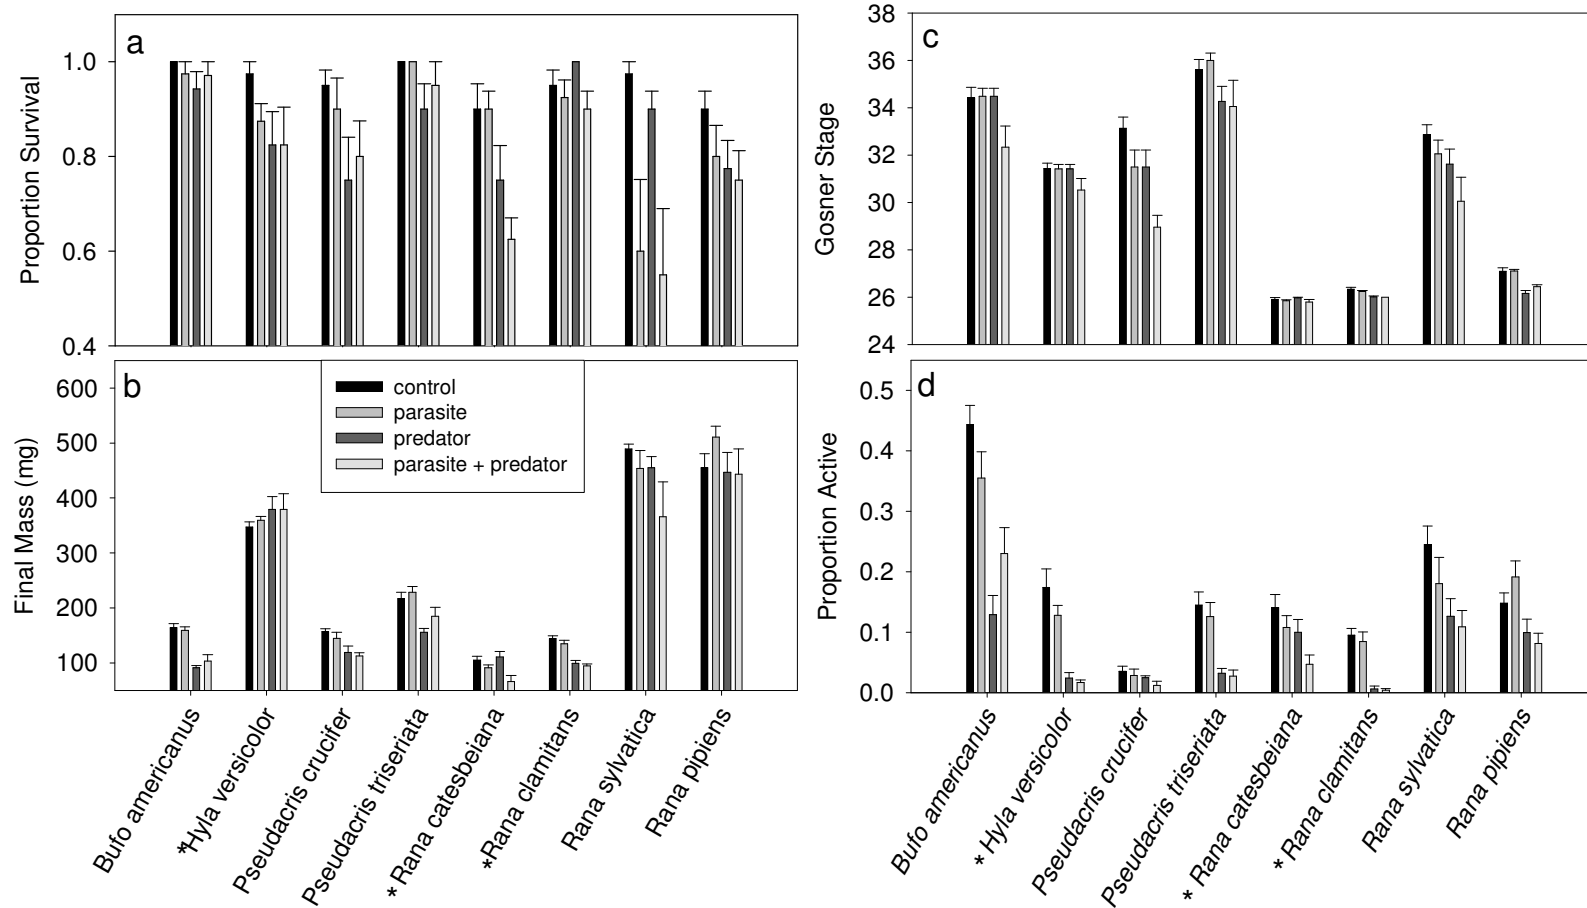 a
Proportion Survival
1.0
0.8
0.6
0.4
b
Final Mass (mg)
600
500
400
300
200
100
control
parasite
predator
parasite + predator
Bufo americanus
*Hyla versicolor
Pseudacris crucifer
Pseudacris triseriata
* Rana catesbeiana
*Rana clamitans
Rana sylvatica
Rana pipiens
c
Gosner Stage
38
36
34
32
30
28
26
24
d
Proportion Active
0.5
0.4
0.3
0.2
0.1
0.0
Bufo americanus
* Hyla versicolor
Pseudacris crucifer
Pseudacris triseriata
* Rana catesbeiana
* Rana clamitans
Rana sylvatica
Rana pipiens